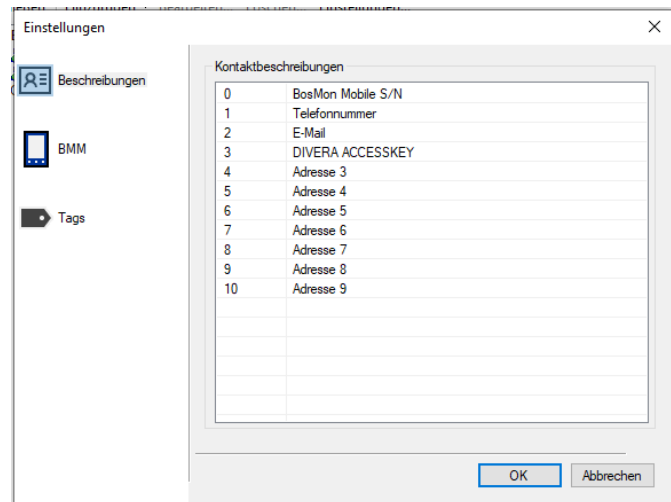 Einstellungen
Beschreibungen
BMM
Tags
Kontaktbeschreibungen
0 BosMon Mobile S/N
1 Telefonnummer
2 E-Mail
3 DIVERA ACCESSKEY
4 Adresse 3
5 Adresse 4
6 Adresse 5
7 Adresse 6
8 Adresse 7
9 Adresse 8
10 Adresse 9
OK Abbrechen